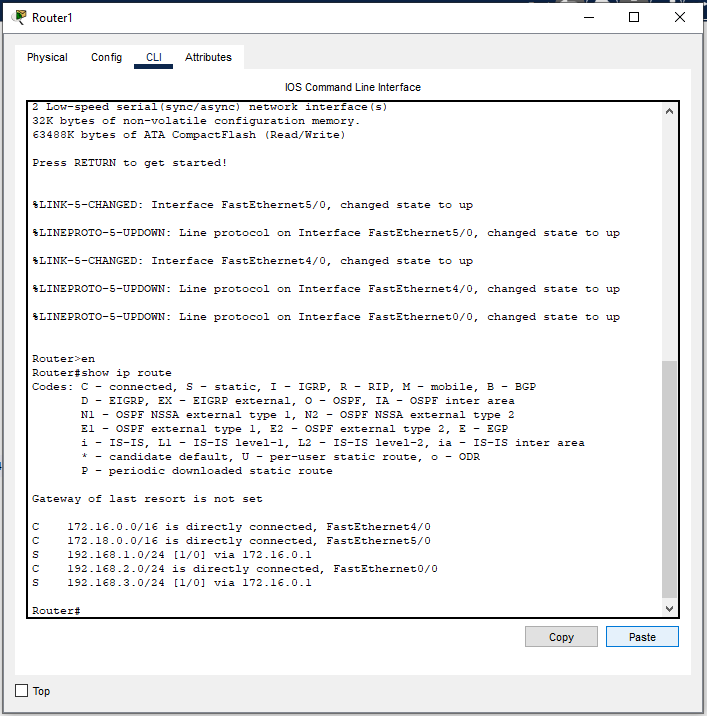 Router1
Physical Config CLI Attributes
IOS Command Line Interface
2 Low-speed serial(sync/async) network interface(s)
32K bytes of non-volatile configuration memory.
63488K bytes of ATA CompactFlash (Read/Write)
Press RETURN to get started!
%LINK-5-CHANGED: Interface FastEthernet5/0, changed state to up
%LINEPROTO-5-UPDOWN: Line protocol on Interface FastEthernet5/0, changed state to up
%LINK-5-CHANGED: Interface FastEthernet4/0, changed state to up
%LINEPROTO-5-UPDOWN: Line protocol on Interface FastEthernet4/0, changed state to up
%LINEPROTO-5-UPDOWN: Line protocol on Interface FastEthernet0/0, changed state to up
Router>en
Router#show ip route
Codes: C - connected, S - static, I - IGRP, R - RIP, M - mobile, B - BGP
D - EIGRP, EX - EIGRP external, O - OSPF, IA - OSPF inter area
N1 - OSPF NSSA external type 1, N2 - OSPF NSSA external type 2
E1 - OSPF external type 1, E2 - OSPF external type 2, E - EGP
i - IS-IS, L1 - IS-IS level-1, L2 - IS-IS level-2, ia - IS-IS inter area
* - candidate default, U - per-user static route, o - ODR
P - periodic downloaded static route
Gateway of last resort is not set
C 172.16.0.0/16 is directly connected, FastEthernet4/0
C 172.18.0.0/16 is directly connected, FastEthernet5/0
S 192.168.1.0/24 [1/0] via 172.16.0.1
C 192.168.2.0/24 is directly connected, FastEthernet0/0
S 192.168.3.0/24 [1/0] via 172.16.0.1
Router#
Copy Paste
Top